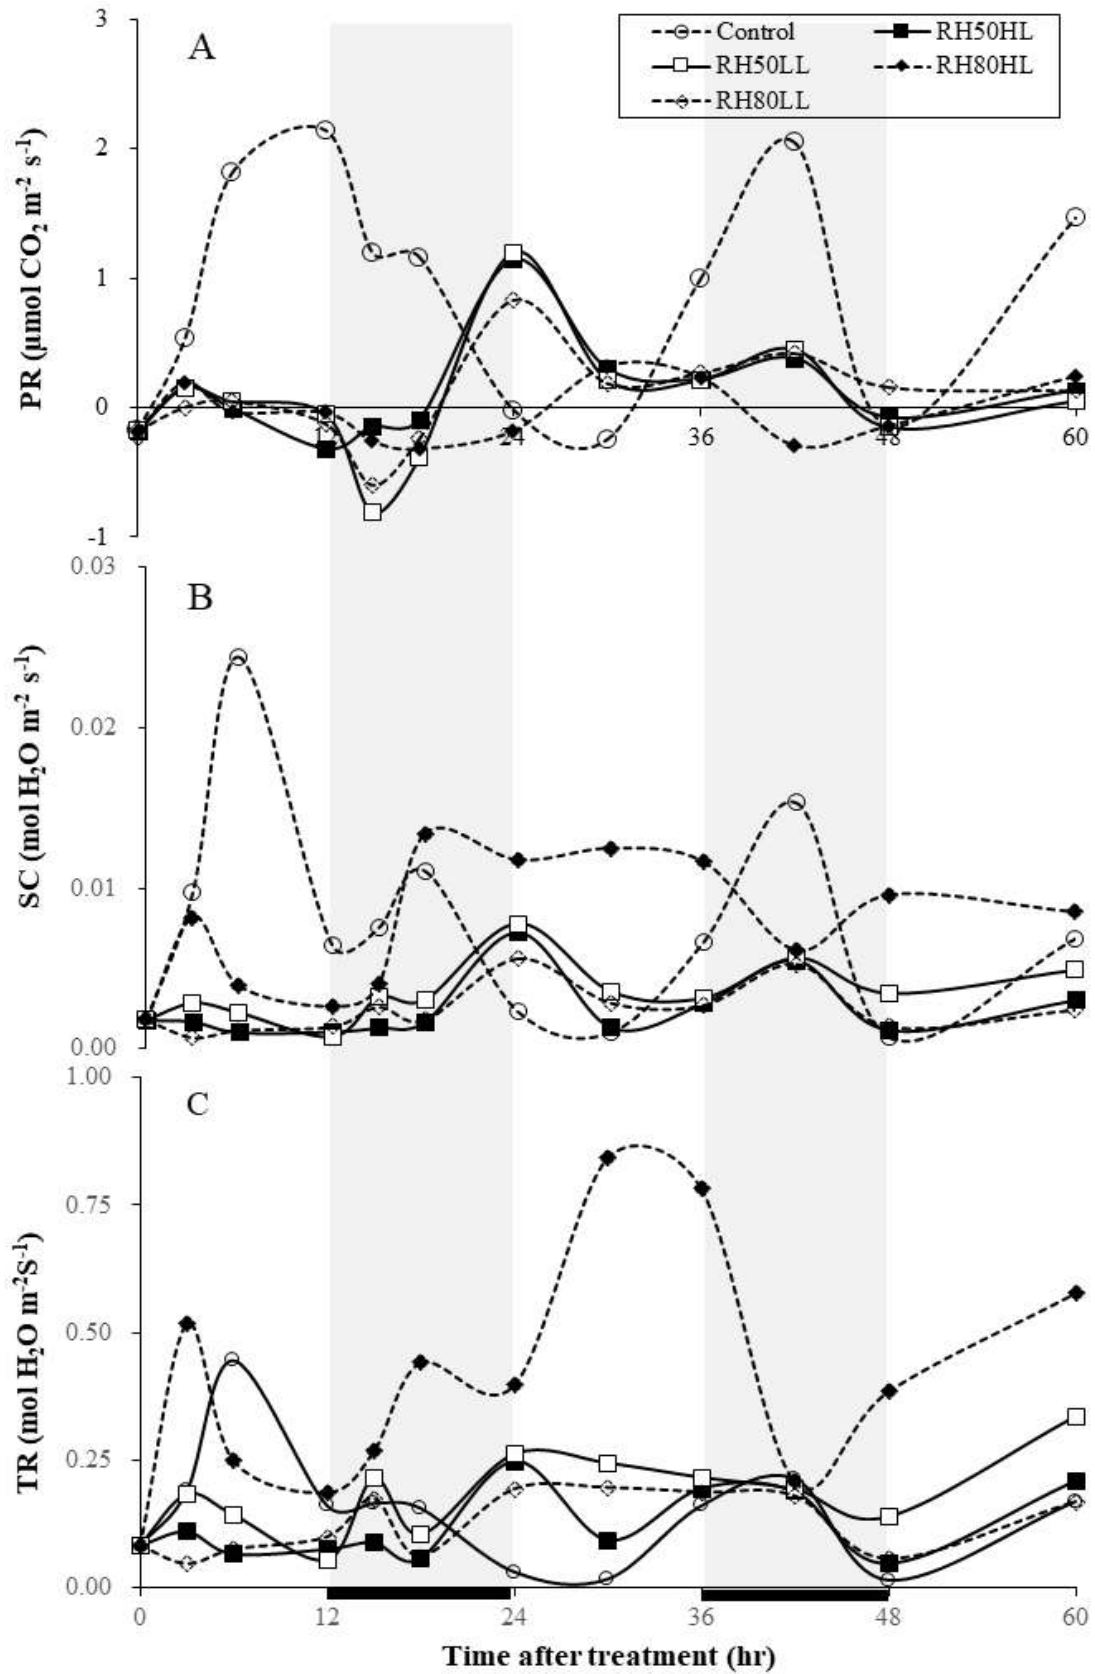 3
A
Control
RH50HL
RH50LL
RH80HL
RH80LL
2
1
0
24
36
48
60
-1
PR (µmol CO₂ m⁻² s⁻¹)
0.03
B
0.02
0.01
0.00
SC (mol H₂O m⁻² s⁻¹)
1.00
C
0.75
0.50
0.25
0.00
TR (mol H₂O m⁻²S⁻¹)
0
12
24
36
48
60
Time after treatment (hr)